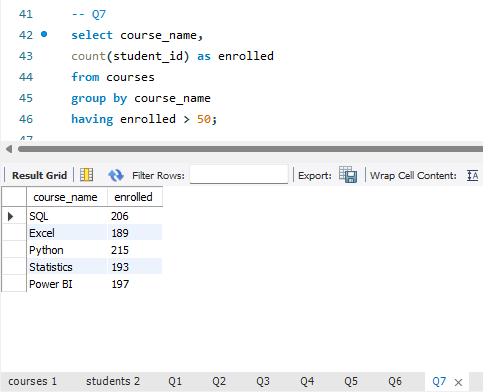 41 -- Q7
42 select course_name,
43 count(student_id) as enrolled
44 from courses
45 group by course_name
46 having enrolled > 50;
Result Grid Filter Rows: Export: Wrap Cell Content: IA
course_name enrolled
SQL 206
Excel 189
Python 215
Statistics 193
Power BI 197
courses 1 students 2 Q1 Q2 Q3 Q4 Q5 Q6 Q7